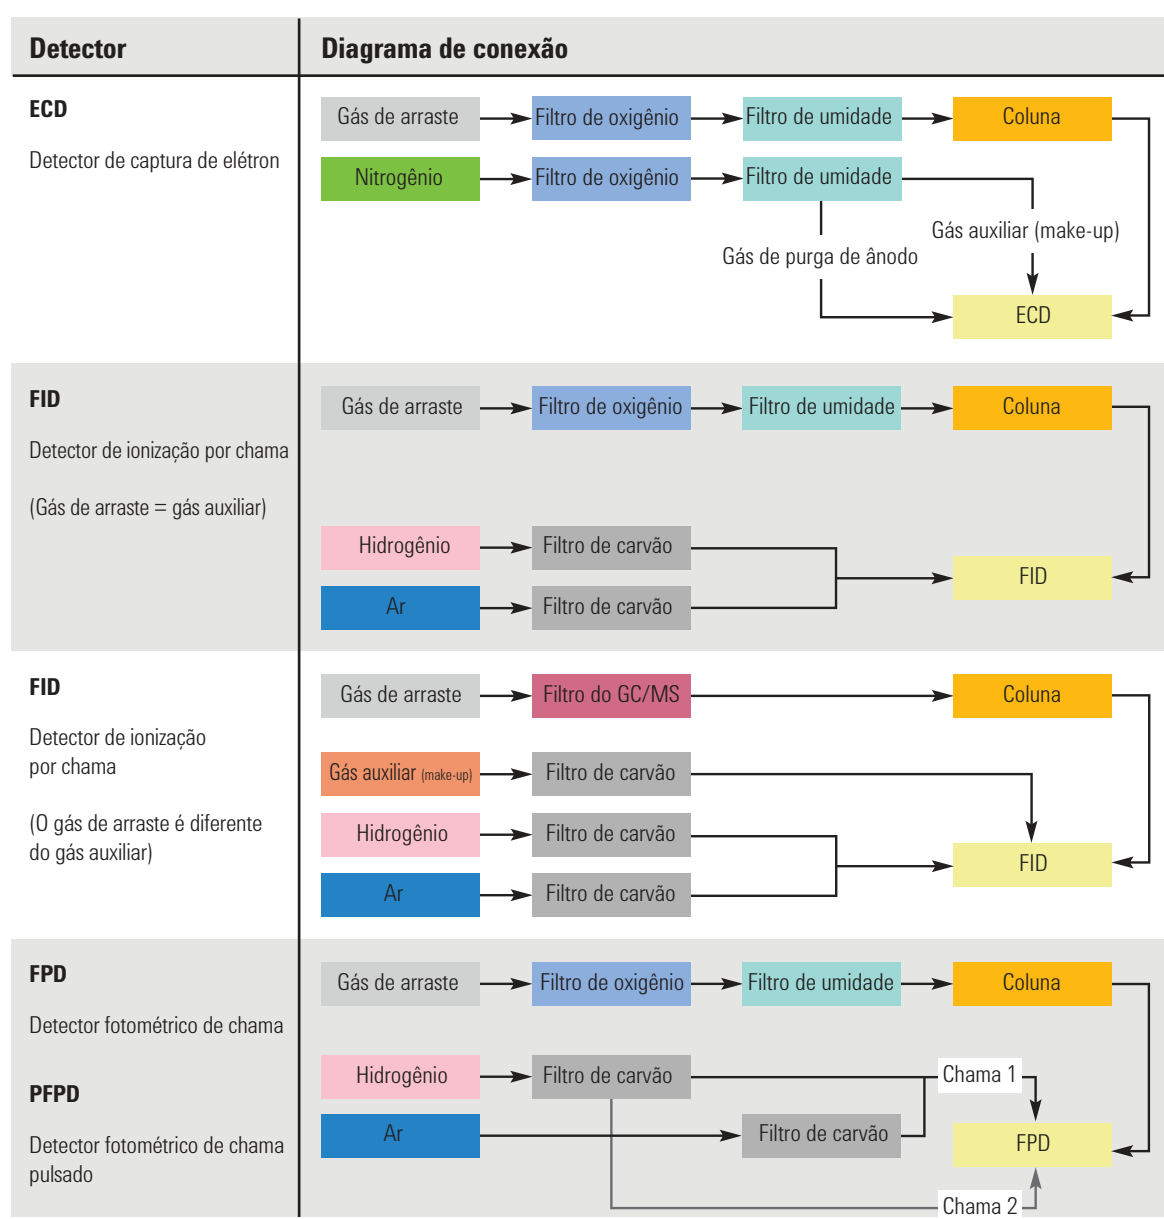 Detector
Diagrama de conexão
ECD
Detector de captura de elétron
Gás de arraste
Filtro de oxigênio
Filtro de umidade
Coluna
Nitrogênio
Filtro de oxigênio
Filtro de umidade
Gás auxiliar (make-up)
Gás de purga de ânodo
ECD
FID
Detector de ionização por chama
(Gás de arraste = gás auxiliar)
Gás de arraste
Filtro de oxigênio
Filtro de umidade
Coluna
Hidrogênio
Filtro de carvão
FID
Ar
Filtro de carvão
FID
Detector de ionização
por chama
(O gás de arraste é diferente
do gás auxiliar)
Gás de arraste
Filtro do GC/MS
Coluna
Gás auxiliar (make-up)
Filtro de carvão
Hidrogênio
Filtro de carvão
FID
Ar
Filtro de carvão
FPD
Detector fotométrico de chama
PFPD
Detector fotométrico de chama
pulsado
Gás de arraste
Filtro de oxigênio
Filtro de umidade
Coluna
Hidrogênio
Filtro de carvão
Chama 1
Ar
Filtro de carvão
FPD
Chama 2